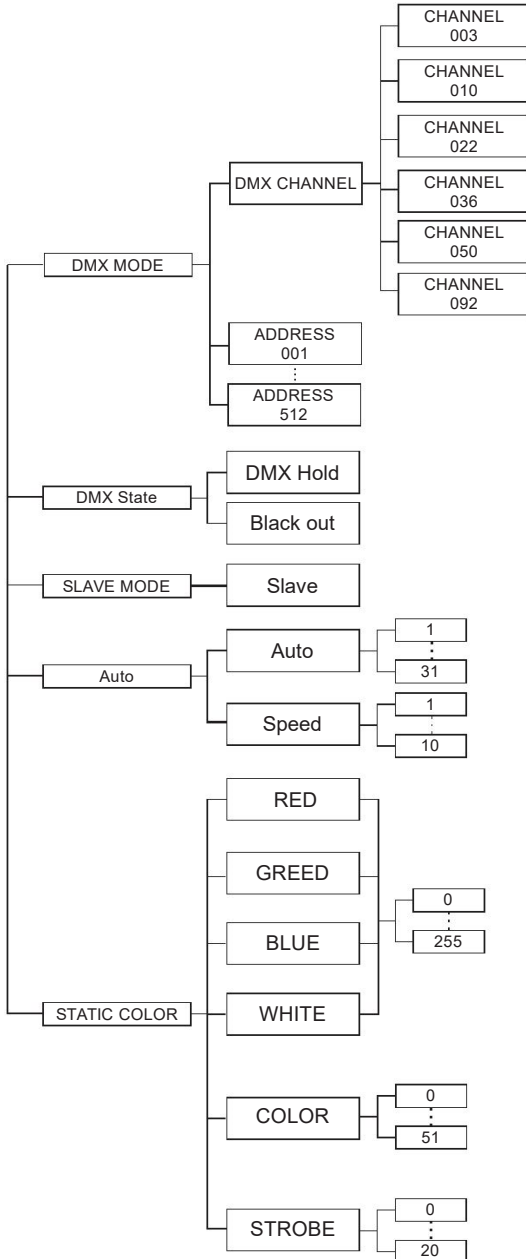 CHANNEL
003
CHANNEL
010
CHANNEL
022
DMX CHANNEL
CHANNEL
036
CHANNEL
050
DMX MODE
CHANNEL
092
ADDRESS
001
ADDRESS
512
DMX Hold
DMX State
Black out
SLAVE MODE
Slave
1
Auto
31
Auto
1
Speed
10
RED
GREED
0
BLUE
255
STATIC COLOR
WHITE
0
COLOR
51
0
STROBE
20